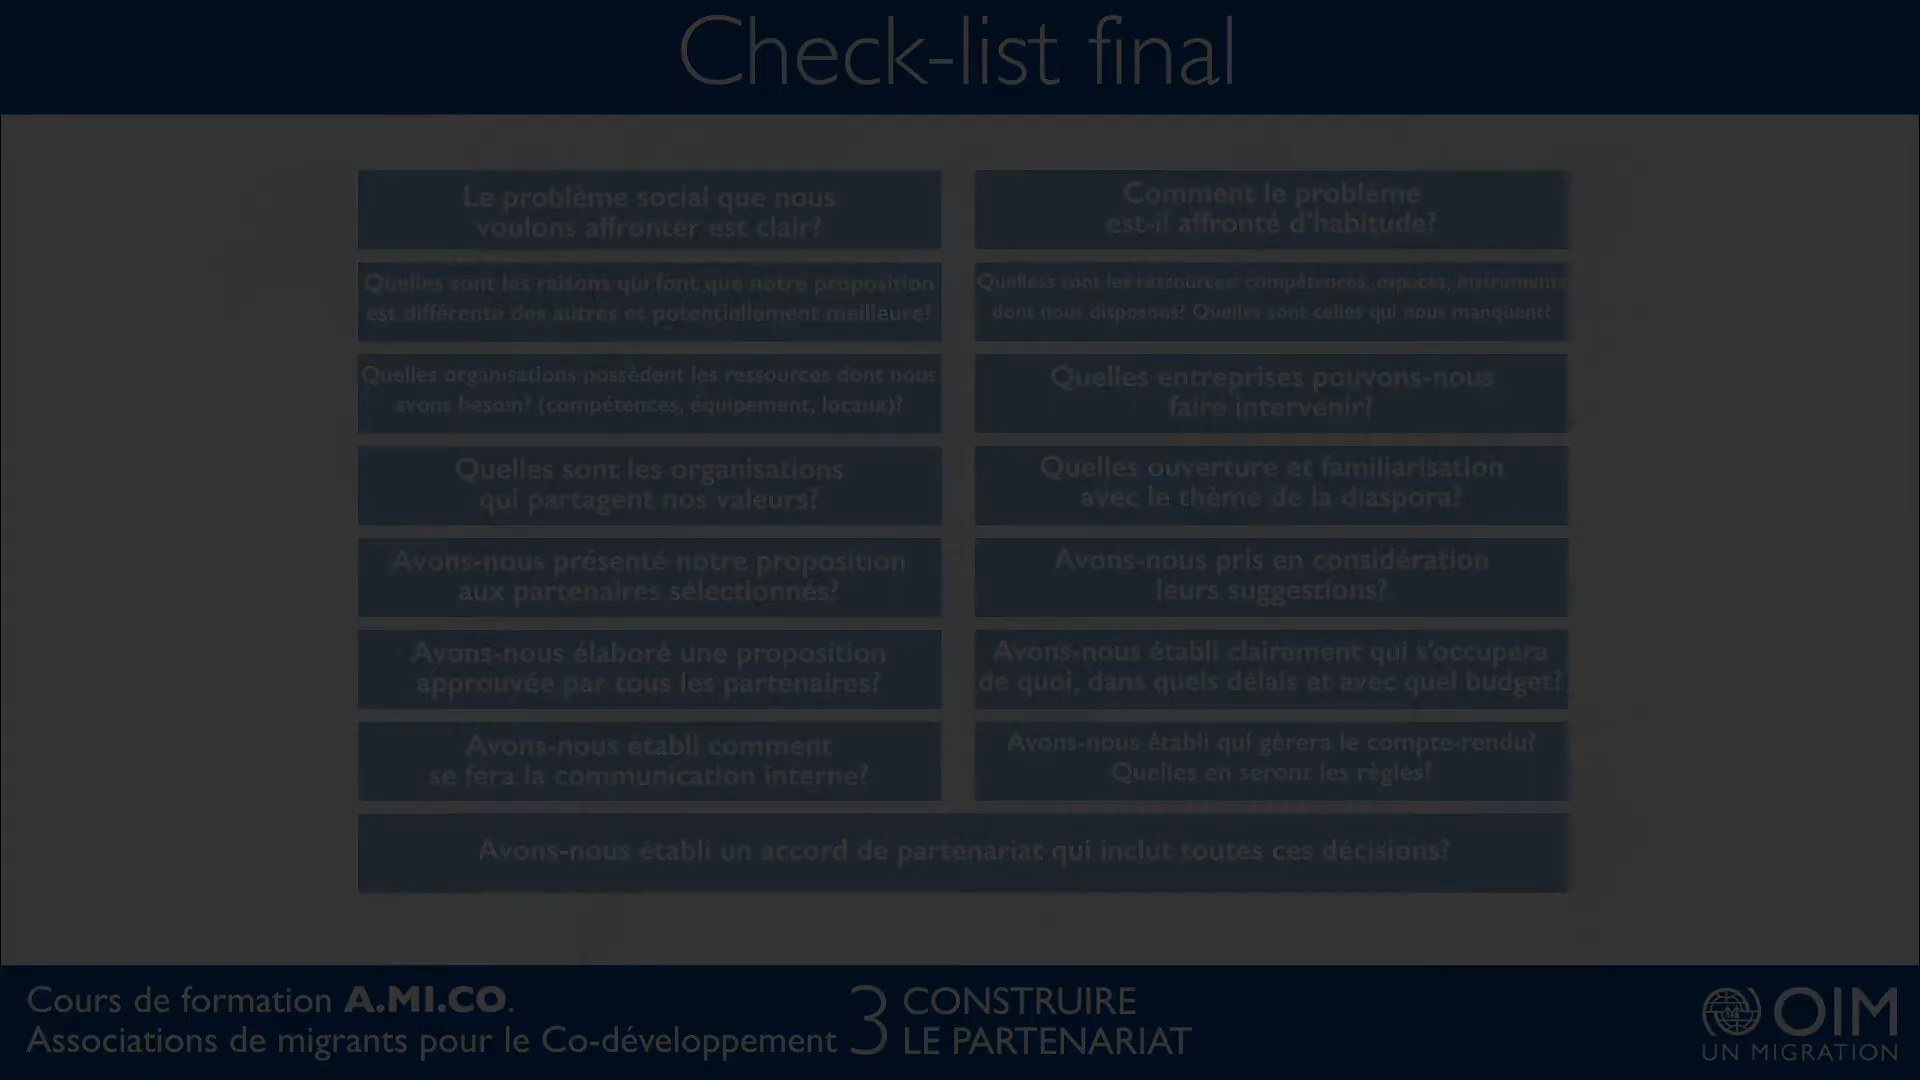 Check-list final
Le problème social que nous
voulons affronter est clair?
Comment le problème
est-il affronté d'habitude?
Quelles sont les raisons qui font que notre proposition
est différente des autres et potentiellement meilleure?
Quelless sont les ressources: compétences, espaces, instruments
dont nous disposons? Quelles sont celles qui nous manquent?
Quelles organisations possèdent les ressources dont nous
avons besoin? (compétences, équipement, locaux)?
Quelles entreprises pouvons-nous
faire intervenir?
Quelles sont les organisations
qui partagent nos valeurs?
Quelles ouverture et familiarisation
avec le thème de la diaspora?
Avons-nous présenté notre proposition
aux partenaires sélectionnés?
Avons-nous pris en considération
leurs suggestions?
Avons-nous élaboré une proposition
approuvée par tous les partenaires?
Avons-nous établi clairement qui s'occupera
de quoi, dans quels délais et avec quel budget?
Avons-nous établi comment
se fera la communication interne?
Avons-nous établi qui gèrera le compte-rendu?
Quelles en seront les règles?
Avons-nous établi un accord de partenariat qui inclut toutes ces décisions?
Cours de formation A.MI.CO.
Associations de migrants pour le Co-développement
3 CONSTRUIRE
LE PARTENARIAT
OIM
UN MIGRATION